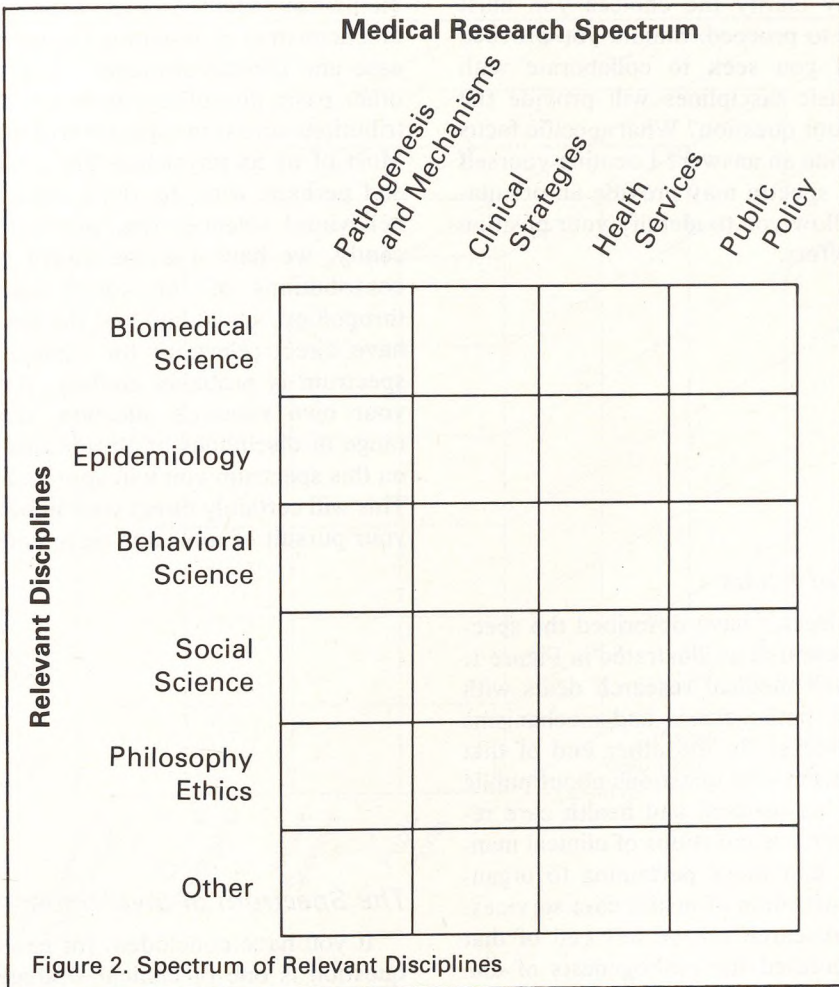 Medical Research Spectrum
Pathogenesis
and Mechanisms
Clinical
Strategies
Health
Services
Public
Policy
Relevant Disciplines
Biomedical
Science
Epidemiology
Behavioral
Science
Social
Science
Philosophy
Ethics
Other
Figure 2. Spectrum of Relevant Disciplines